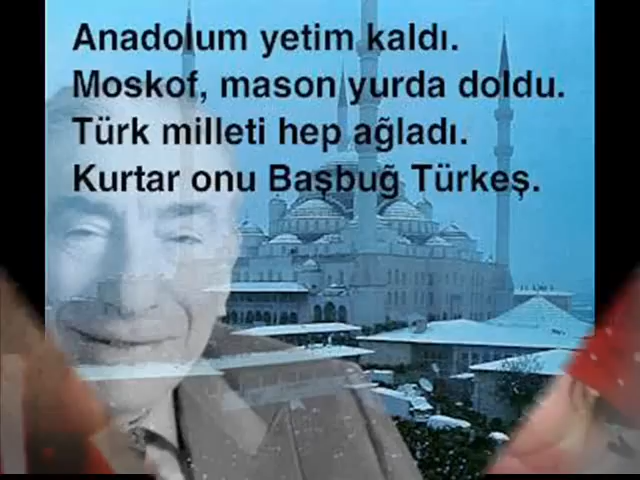 Anadolum yetim kaldı.
Moskof, mason yurda doldu.
Türk milleti hep ağladı.
Kurtar onu Başbuğ Türkeş.